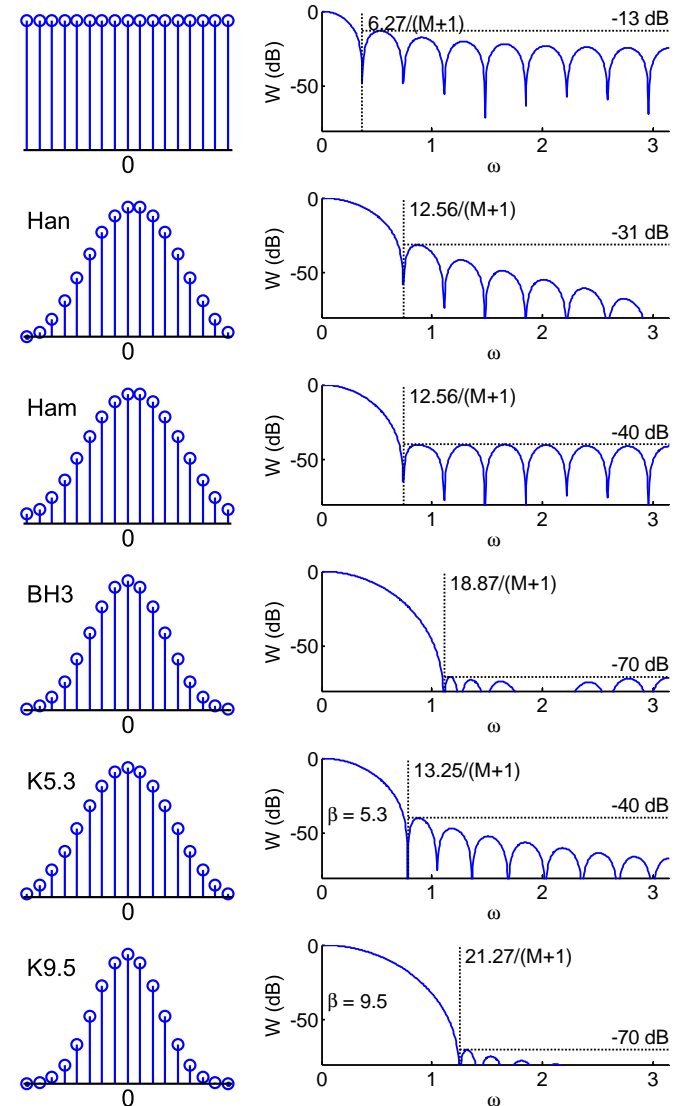 0
0
-50
W (dB)
6.27/(M+1)
-13 dB
0
1
2
3
ω
Han
0
0
-50
W (dB)
12.56/(M+1)
-31 dB
0
1
2
3
ω
Ham
0
0
-50
W (dB)
12.56/(M+1)
-40 dB
0
1
2
3
ω
BH3
0
0
-50
W (dB)
18.87/(M+1)
-70 dB
0
1
2
3
ω
K5.3
0
0
-50
W (dB)
13.25/(M+1)
β = 5.3
-40 dB
0
1
2
3
ω
K9.5
0
0
-50
W (dB)
21.27/(M+1)
β = 9.5
-70 dB
0
1
2
3
ω